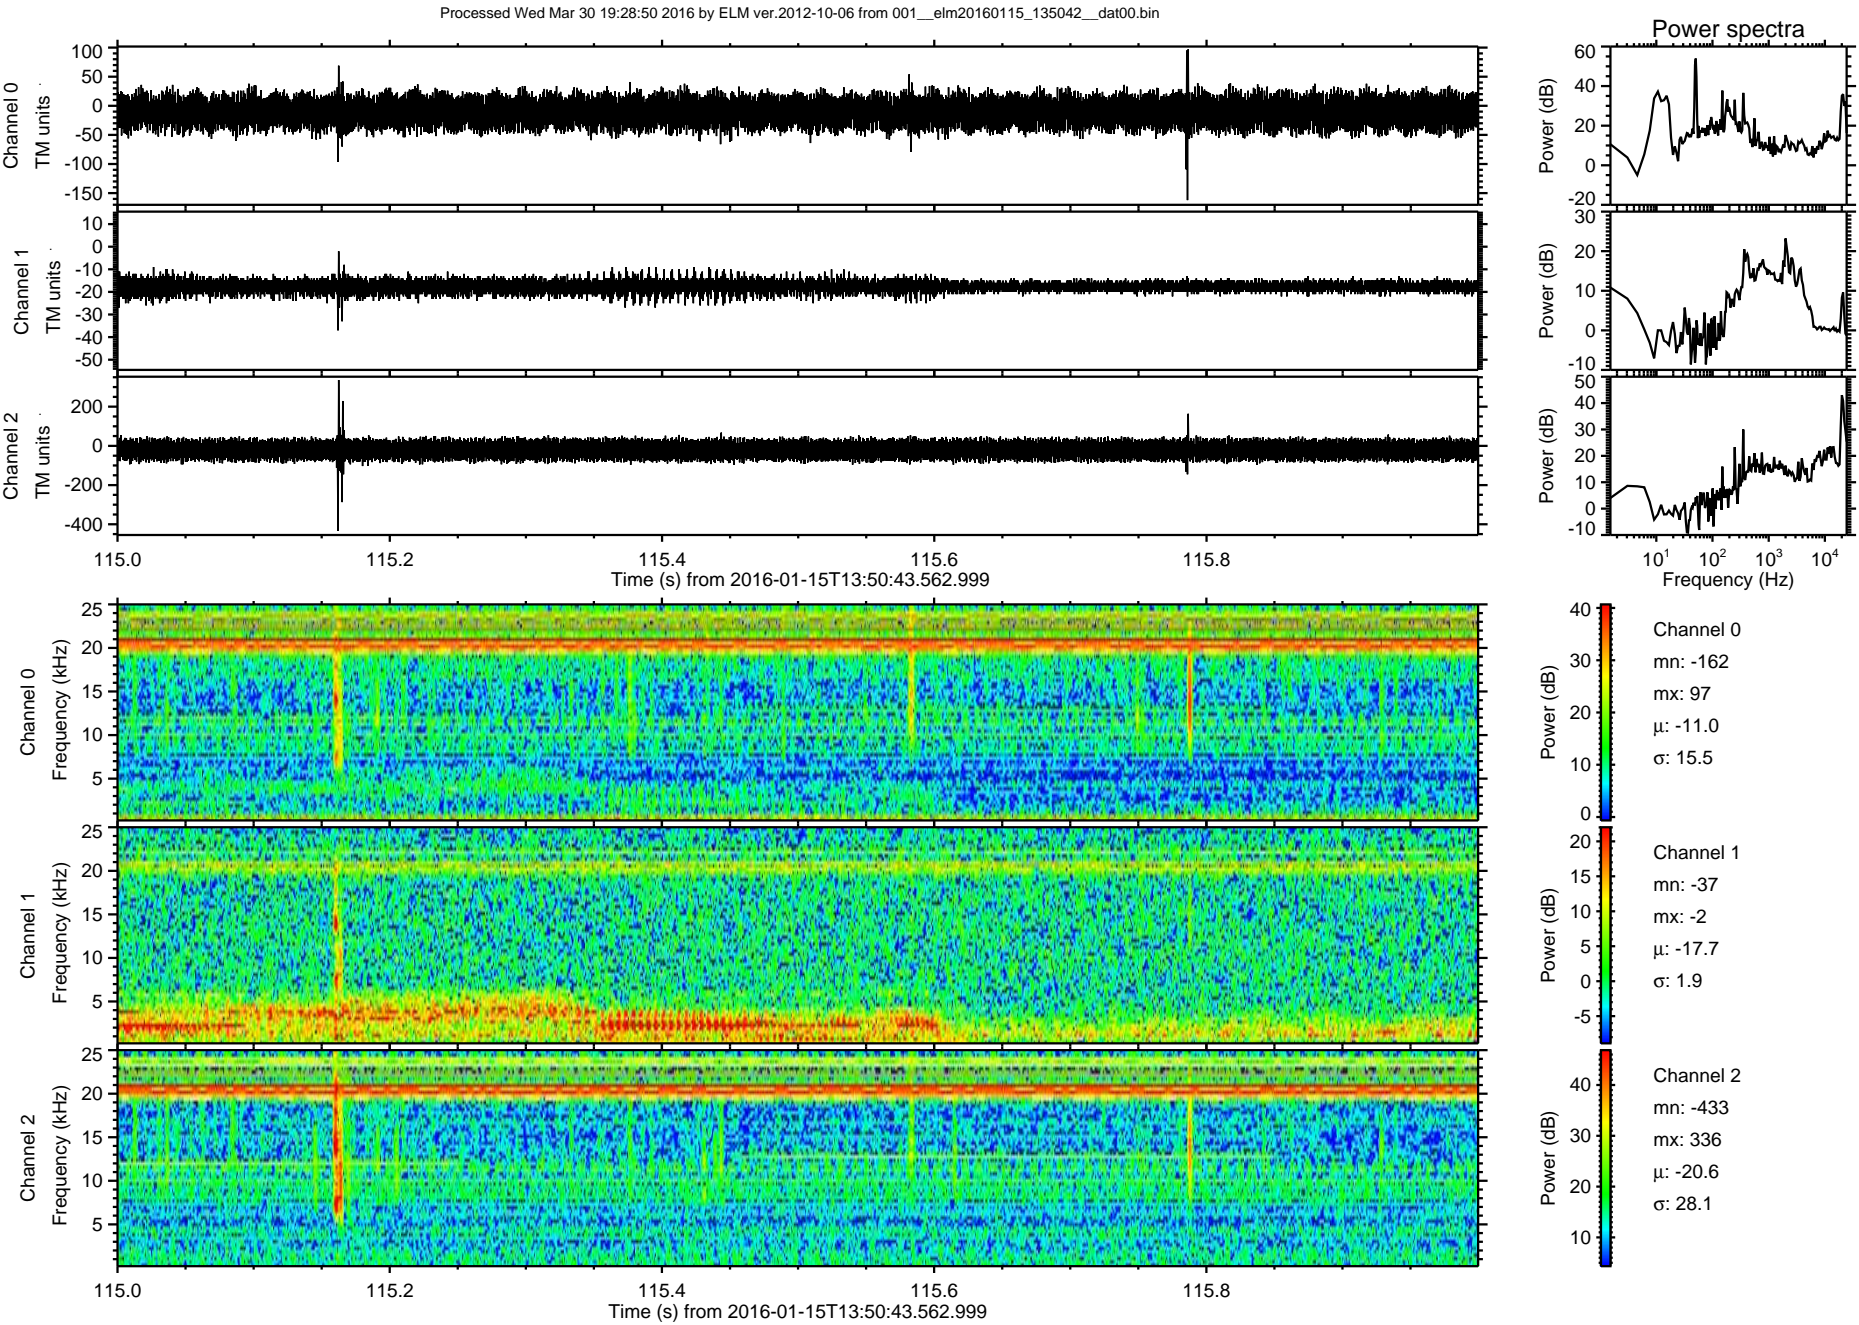 Processed Wed Mar 30 19:28:50 2016 by ELM ver.2012-10-06 from 001__elm20160115_135042__dat00.bin
Power spectra
Channel 0
TM units
100
50
0
-50
-100
-150
Power (dB)
60
40
20
0
-20
Channel 1
TM units
10
0
-10
-20
-30
-40
-50
Power (dB)
30
20
10
0
-10
Channel 2
TM units
200
0
-200
-400
Power (dB)
50
40
30
20
10
0
-10
115.0 115.2 115.4 115.6 115.8
Time (s) from 2016-01-15T13:50:43.562.999
10^1 10^2 10^3 10^4
Frequency (Hz)
Channel 0
Frequency (kHz)
25
20
15
10
5
Power (dB)
40
30
20
10
0
Channel 0
mn: -162
mx: 97
μ: -11.0
σ: 15.5
Channel 1
Frequency (kHz)
25
20
15
10
5
Power (dB)
20
15
10
5
0
-5
Channel 1
mn: -37
mx: -2
μ: -17.7
σ: 1.9
Channel 2
Frequency (kHz)
25
20
15
10
5
Power (dB)
40
30
20
10
Channel 2
mn: -433
mx: 336
μ: -20.6
σ: 28.1
115.0 115.2 115.4 115.6 115.8
Time (s) from 2016-01-15T13:50:43.562.999